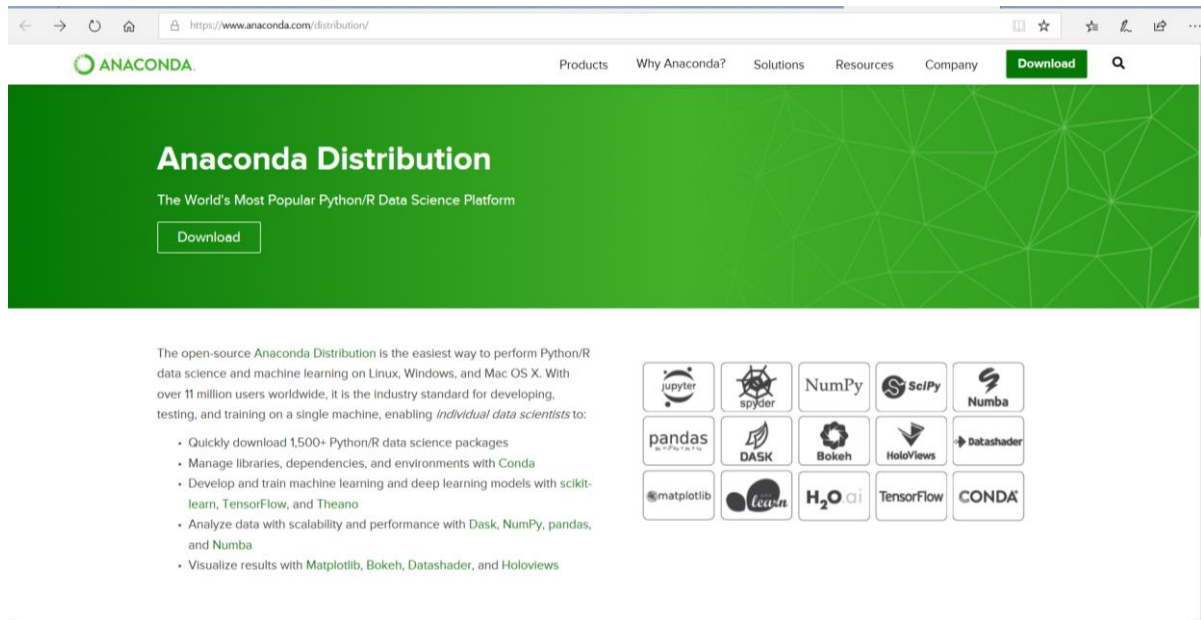 https://www.anaconda.com/distribution/
ANACONDA.
Products Why Anaconda? Solutions Resources Company Download
Anaconda Distribution
The World's Most Popular Python/R Data Science Platform
Download
The open-source Anaconda Distribution is the easiest way to perform Python/R
data science and machine learning on Linux, Windows, and Mac OS X. With
over 11 million users worldwide, it is the industry standard for developing,
testing, and training on a single machine, enabling individual data scientists to:
• Quickly download 1,500+ Python/R data science packages
• Manage libraries, dependencies, and environments with Conda
• Develop and train machine learning and deep learning models with scikit-
learn, TensorFlow, and Theano
• Analyze data with scalability and performance with Dask, NumPy, pandas,
and Numba
• Visualize results with Matplotlib, Bokeh, Datashader, and Holoviews
jupyter spyder NumPy SciPy Numba
pandas DASK Bokeh HoloViews Datashader
matplotlib learn H2O.ai TensorFlow CONDA